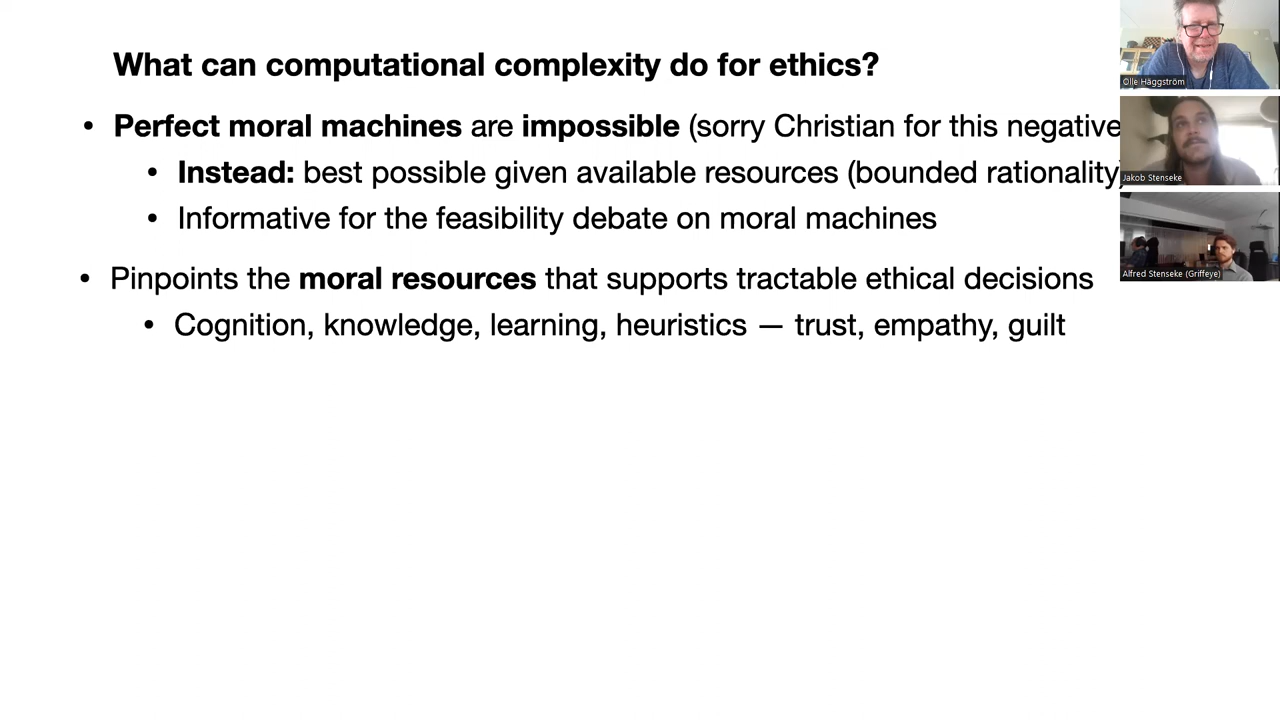 What can computational complexity do for ethics?
• Perfect moral machines are impossible (sorry Christian for this negative
• Instead: best possible given available resources (bounded rationality)
• Informative for the feasibility debate on moral machines
• Pinpoints the moral resources that supports tractable ethical decisions
• Cognition, knowledge, learning, heuristics — trust, empathy, guilt
Olle Häggström
Jakob Stenseke
Alfred Stenseke (Griffeye)